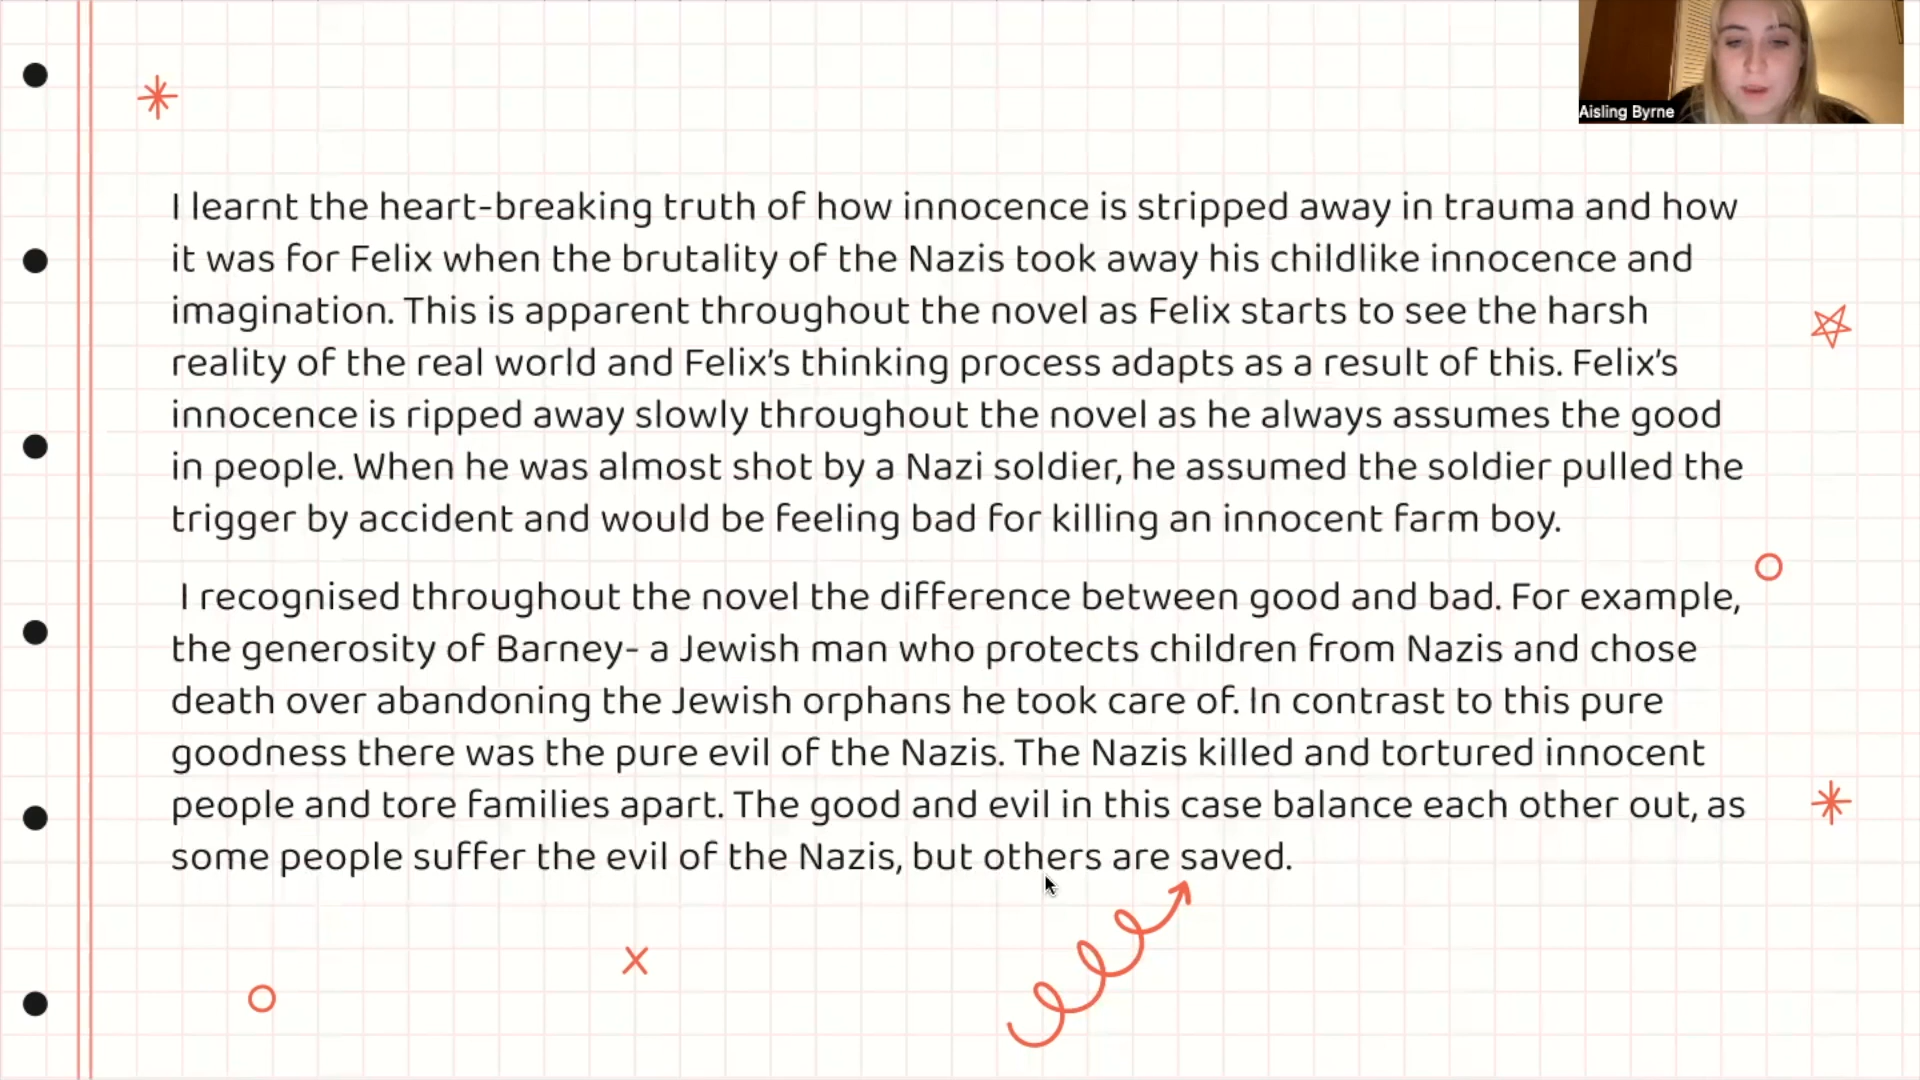 Aisling Byrne
I learnt the heart-breaking truth of how innocence is stripped away in trauma and how
it was for Felix when the brutality of the Nazis took away his childlike innocence and
imagination. This is apparent throughout the novel as Felix starts to see the harsh
reality of the real world and Felix’s thinking process adapts as a result of this. Felix’s
innocence is ripped away slowly throughout the novel as he always assumes the good
in people. When he was almost shot by a Nazi soldier, he assumed the soldier pulled the
trigger by accident and would be feeling bad for killing an innocent farm boy.
I recognised throughout the novel the difference between good and bad. For example,
the generosity of Barney- a Jewish man who protects children from Nazis and chose
death over abandoning the Jewish orphans he took care of. In contrast to this pure
goodness there was the pure evil of the Nazis. The Nazis killed and tortured innocent
people and tore families apart. The good and evil in this case balance each other out, as
some people suffer the evil of the Nazis, but others are saved.